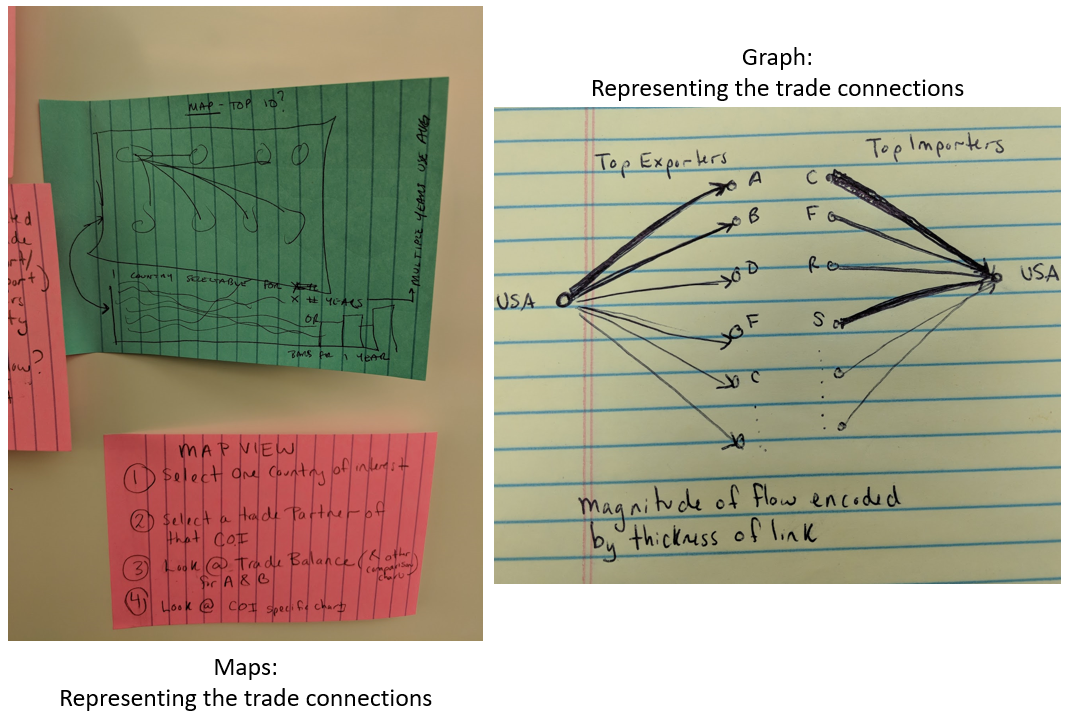 MAP - TOP 10?
MULTIPLE YEARS USE AVG
COUNTRY SELECTABLE FOR
X # YEARS
OR
BARS FOR 1 YEAR
MAP VIEW
1 Select One Country of interest
2 Select a trade Partner of
that COI
3 Look @ Trade Balance (& other
comparison
charts)
for A & B
4 Look @ COI specific charts
Maps:
Representing the trade connections
Graph:
Representing the trade connections
Top Exporters
Top Importers
A
B
D
F
C
USA
C
F
R
S
USA
Magnitude of flow encoded
by thickness of link